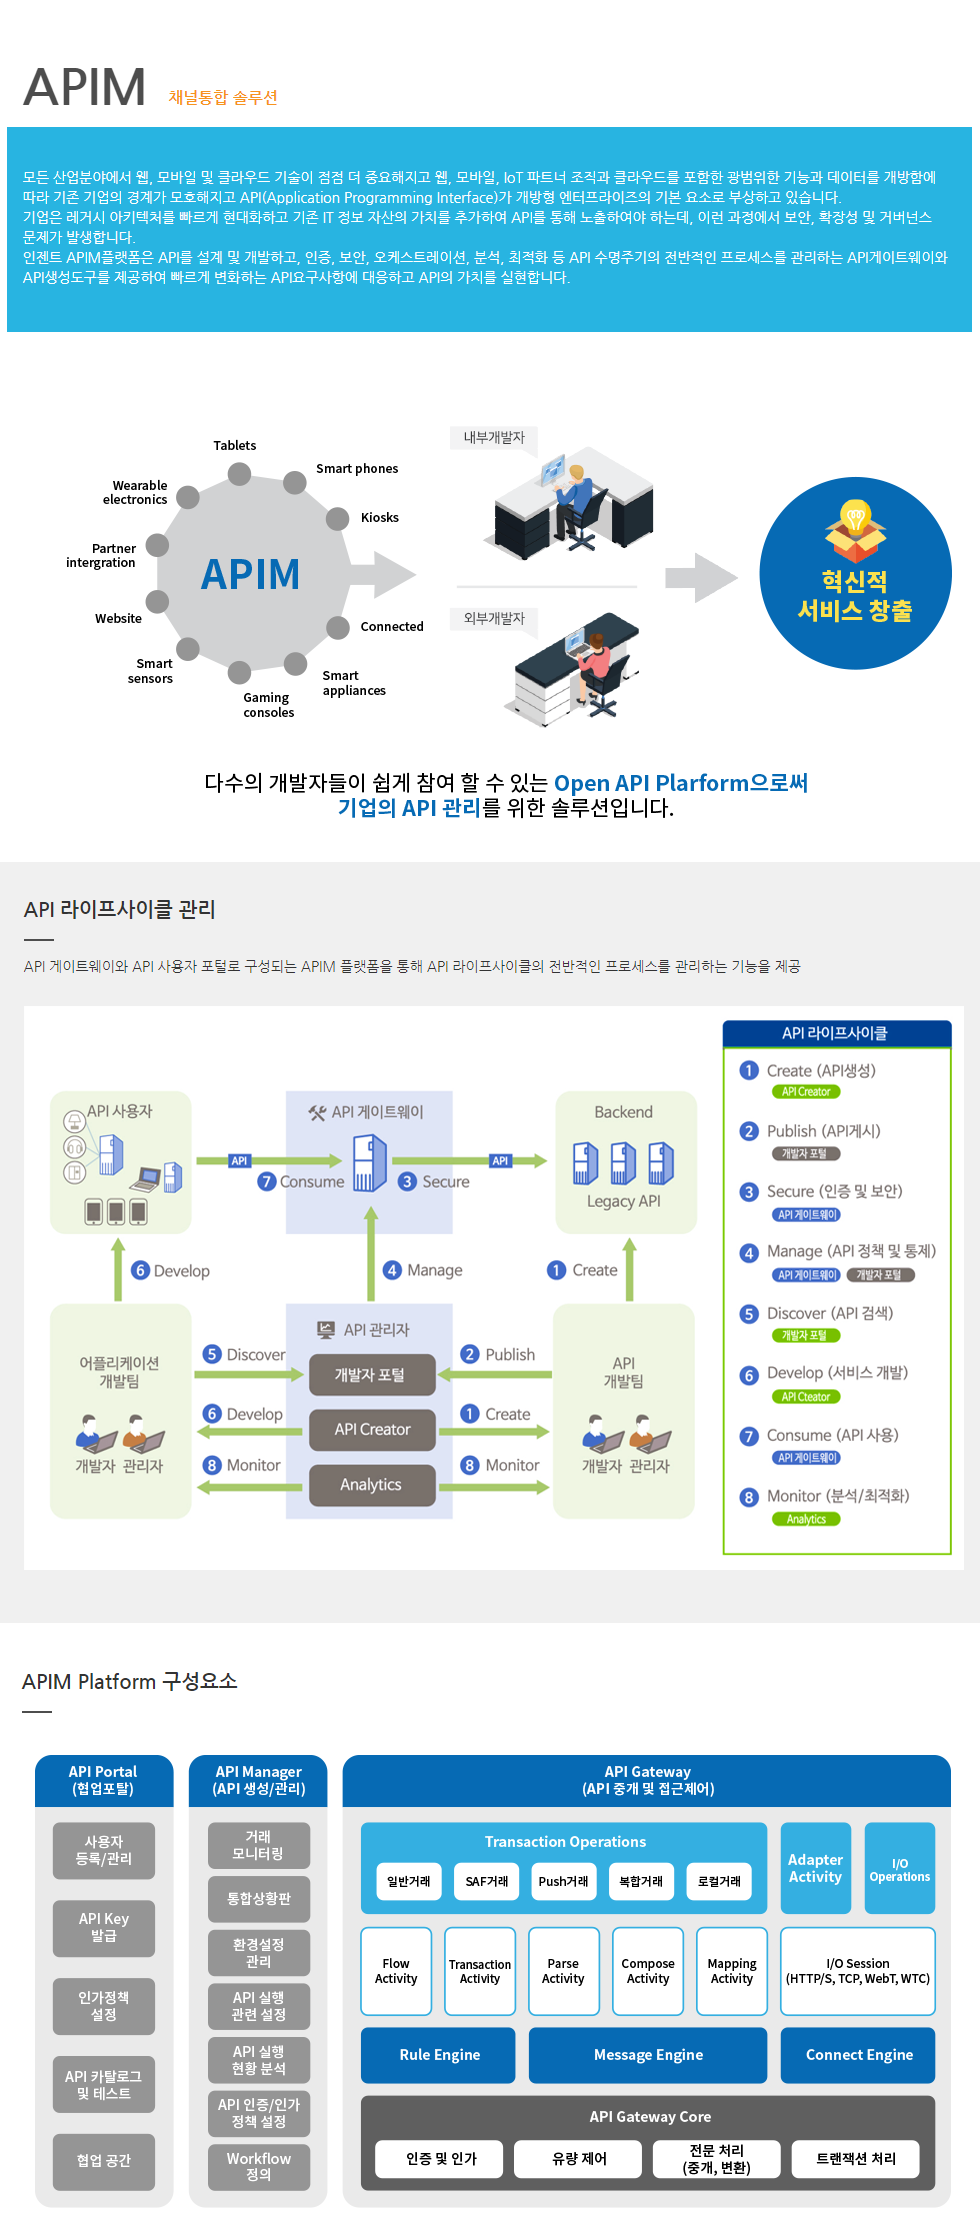 APIM 채널통합 솔루션
모든 산업분야에서 웹, 모바일 및 클라우드 기술이 점점 더 중요해지고 웹, 모바일, IoT 파트너 조직과 클라우드를 포함한 광범위한 기능과 데이터를 개방함에
따라 기존 기업의 경계가 모호해지고 API(Application Programming Interface)가 개방형 엔터프라이즈의 기본 요소로 부상하고 있습니다.
기업은 레거시 아키텍처를 빠르게 현대화하고 기존 IT 정보 자산의 가치를 추가하여 API를 통해 노출하여야 하는데, 이런 과정에서 보안, 확장성 및 거버넌스
문제가 발생합니다.
인젠트 APIM플랫폼은 API를 설계 및 개발하고, 인증, 보안, 오케스트레이션, 분석, 최적화 등 API 수명주기의 전반적인 프로세스를 관리하는 API게이트웨이와
API생성도구를 제공하여 빠르게 변화하는 API요구사항에 대응하고 API의 가치를 실현합니다.
Tablets
Smart phones
Wearable
electronics
Kiosks
Partner
intergration
APIM
Website
Connected
Smart
sensors
Smart
appliances
Gaming
consoles
내부개발자
외부개발자
혁신적
서비스 창출
다수의 개발자들이 쉽게 참여 할 수 있는 Open API Plarform으로써
기업의 API 관리를 위한 솔루션입니다.
API 라이프사이클 관리
API 게이트웨이와 API 사용자 포털로 구성되는 APIM 플랫폼을 통해 API 라이프사이클의 전반적인 프로세스를 관리하는 기능을 제공
API 사용자
API 게이트웨이
Backend
API
API
7 Consume
3 Secure
Legacy API
6 Develop
4 Manage
1 Create
어플리케이션
개발팀
개발자 관리자
5 Discover
6 Develop
8 Monitor
API 관리자
개발자 포털
API Creator
Analytics
2 Publish
1 Create
8 Monitor
API
개발팀
개발자 관리자
API 라이프사이클
1 Create (API생성)
API Creator
2 Publish (API게시)
개발자 포털
3 Secure (인증 및 보안)
API 게이트웨이
4 Manage (API 정책 및 통제)
API 게이트웨이 개발자 포털
5 Discover (API 검색)
개발자 포털
6 Develop (서비스 개발)
API Cteator
7 Consume (API 사용)
API 게이트웨이
8 Monitor (분석/최적화)
Analytics
APIM Platform 구성요소
API Portal
(협업포탈)
사용자
등록/관리
API Key
발급
인가정책
설정
API 카탈로그
및 테스트
협업 공간
API Manager
(API 생성/관리)
거래
모니터링
통합상황판
환경설정
관리
API 실행
관련 설정
API 실행
현황 분석
API 인증/인가
정책 설정
Workflow
정의
API Gateway
(API 중개 및 접근제어)
Transaction Operations
일반거래 SAF거래 Push거래 복합거래 로컬거래
Adapter
Activity
I/O
Operations
Flow
Activity
Transaction
Activity
Parse
Activity
Compose
Activity
Mapping
Activity
I/O Session
(HTTP/S, TCP, WebT, WTC)
Rule Engine
Message Engine
Connect Engine
API Gateway Core
인증 및 인가
유량 제어
전문 처리
(중개, 변환)
트랜잭션 처리